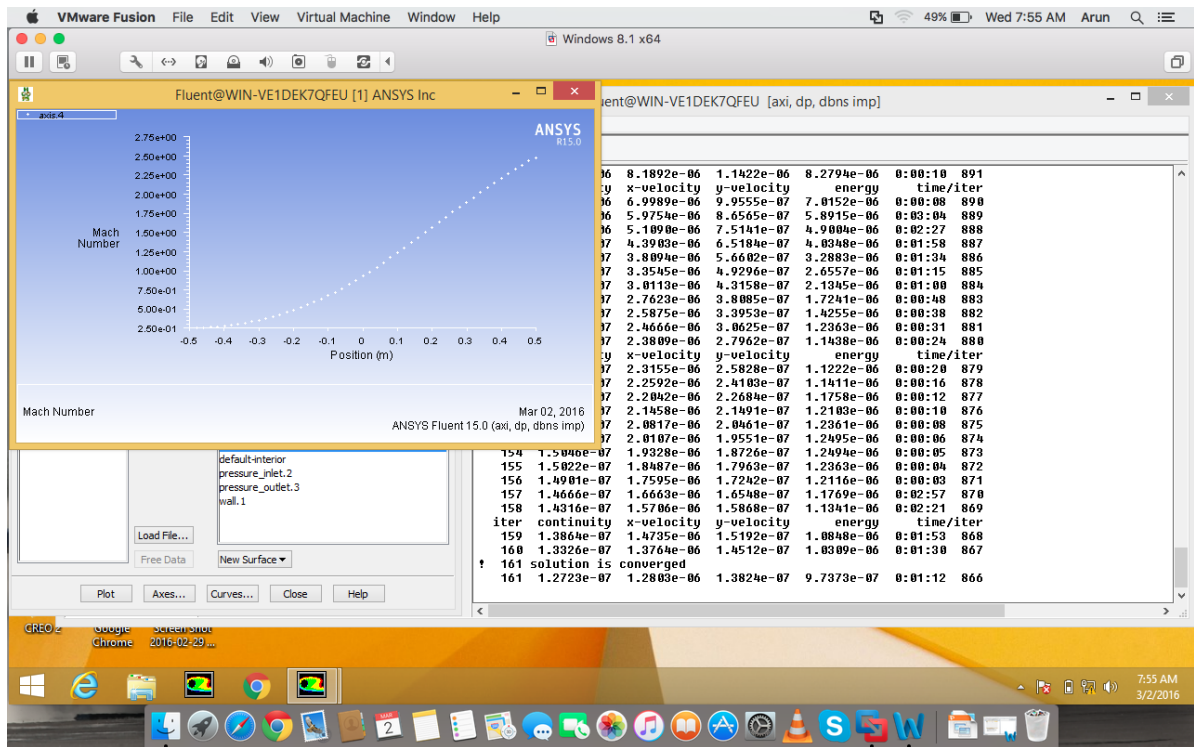 VMware Fusion File Edit View Virtual Machine Window Help 49% Wed 7:55 AM Arun
Windows 8.1 x64
Fluent@WIN-VE1DEK7QFEU [1] ANSYS Inc
uent@WIN-VE1DEK7QFEU [axi, dp, dbns imp]
axis.4
ANSYS
R15.0
2.75e+00
2.50e+00
2.25e+00
2.00e+00
1.75e+00
1.50e+00
1.25e+00
1.00e+00
7.50e-01
5.00e-01
2.50e-01
Mach
Number
-0.5 -0.4 -0.3 -0.2 -0.1 0 0.1 0.2 0.3 0.4 0.5
Position (m)
Mach Number
Mar 02, 2016
ANSYS Fluent 15.0 (axi, dp, dbns imp)
06 8.1892e-06 1.1422e-06 8.2794e-06 0:00:10 891
y x-velocity y-velocity energy time/iter
06 6.9989e-06 9.9555e-07 7.0152e-06 0:00:08 890
06 5.9754e-06 8.6565e-07 5.8915e-06 0:03:04 889
06 5.1090e-06 7.5141e-07 4.9004e-06 0:02:27 888
07 4.3903e-06 6.5184e-07 4.0348e-06 0:01:58 887
07 3.8094e-06 5.6602e-07 3.2883e-06 0:01:34 886
07 3.3545e-06 4.9296e-07 2.6557e-06 0:01:15 885
07 3.0113e-06 4.3158e-07 2.1345e-06 0:01:00 884
07 2.7623e-06 3.8085e-07 1.7241e-06 0:00:48 883
07 2.5875e-06 3.3953e-07 1.4255e-06 0:00:38 882
07 2.4666e-06 3.0625e-07 1.2363e-06 0:00:31 881
07 2.3809e-06 2.7962e-07 1.1438e-06 0:00:24 880
y x-velocity y-velocity energy time/iter
07 2.3155e-06 2.5828e-07 1.1222e-06 0:00:20 879
07 2.2592e-06 2.4103e-07 1.1411e-06 0:00:16 878
07 2.2042e-06 2.2684e-07 1.1758e-06 0:00:12 877
07 2.1458e-06 2.1491e-07 1.2103e-06 0:00:10 876
07 2.0817e-06 2.0461e-07 1.2361e-06 0:00:08 875
07 2.0107e-06 1.9551e-07 1.2495e-06 0:00:06 874
154 1.5046e-07 1.9328e-06 1.8726e-07 1.2494e-06 0:00:05 873
155 1.5022e-07 1.8487e-06 1.7963e-07 1.2363e-06 0:00:04 872
156 1.4901e-07 1.7595e-06 1.7242e-07 1.2116e-06 0:00:03 871
157 1.4666e-07 1.6663e-06 1.6548e-07 1.1769e-06 0:02:57 870
158 1.4316e-07 1.5706e-06 1.5868e-07 1.1341e-06 0:02:21 869
iter continuity x-velocity y-velocity energy time/iter
159 1.3864e-07 1.4735e-06 1.5192e-07 1.0848e-06 0:01:53 868
160 1.3326e-07 1.3764e-06 1.4512e-07 1.0309e-06 0:01:30 867
! 161 solution is converged
161 1.2723e-07 1.2803e-06 1.3824e-07 9.7373e-07 0:01:12 866
default-interior
pressure_inlet.2
pressure_outlet.3
wall.1
Load File...
Free Data New Surface
Plot Axes... Curves... Close Help
CREO 2 Google Screen Shot
Chrome 2016-02-29 ...
7:55 AM
3/2/2016
MAR
2